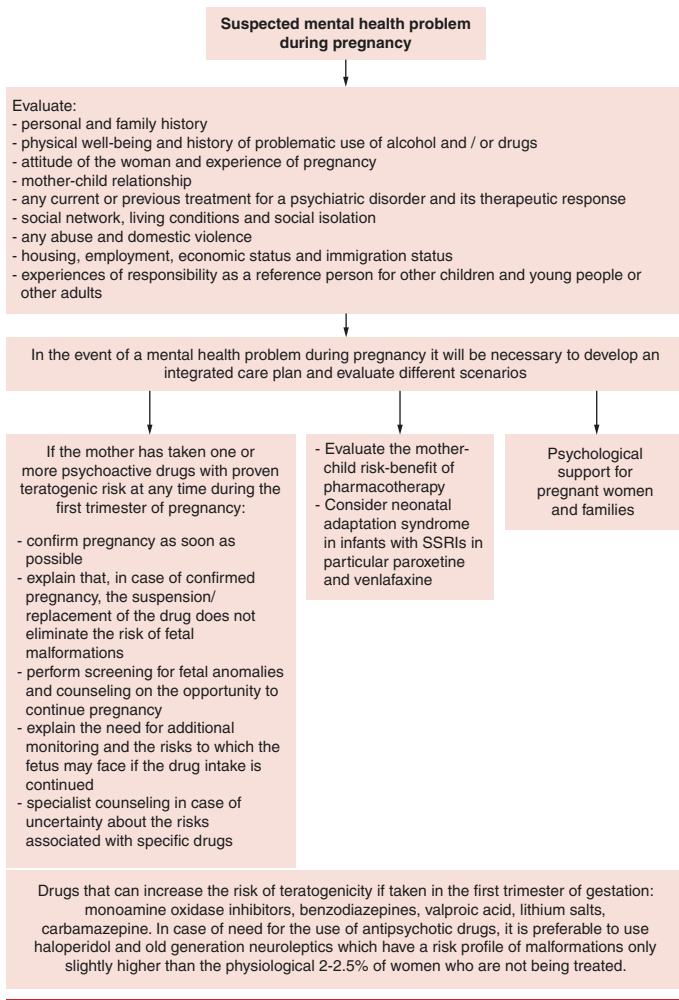 Suspected mental health problem
during pregnancy
Evaluate:
- personal and family history
- physical well-being and history of problematic use of alcohol and / or drugs
- attitude of the woman and experience of pregnancy
- mother-child relationship
- any current or previous treatment for a psychiatric disorder and its therapeutic response
- social network, living conditions and social isolation
- any abuse and domestic violence
- housing, employment, economic status and immigration status
- experiences of responsibility as a reference person for other children and young people or
other adults
In the event of a mental health problem during pregnancy it will be necessary to develop an
integrated care plan and evaluate different scenarios
If the mother has taken one or
more psychoactive drugs with proven
teratogenic risk at any time during the
first trimester of pregnancy:
- confirm pregnancy as soon as
possible
- explain that, in case of confirmed
pregnancy, the suspension/
replacement of the drug does not
eliminate the risk of fetal
malformations
- perform screening for fetal anomalies
and counseling on the opportunity to
continue pregnancy
- explain the need for additional
monitoring and the risks to which the
fetus may face if the drug intake is
continued
- specialist counseling in case of
uncertainty about the risks
associated with specific drugs
- Evaluate the mother-
child risk-benefit of
pharmacotherapy
- Consider neonatal
adaptation syndrome
in infants with SSRIs in
particular paroxetine
and venlafaxine
Psychological
support for
pregnant women
and families
Drugs that can increase the risk of teratogenicity if taken in the first trimester of gestation:
monoamine oxidase inhibitors, benzodiazepines, valproic acid, lithium salts,
carbamazepine. In case of need for the use of antipsychotic drugs, it is preferable to use
haloperidol and old generation neuroleptics which have a risk profile of malformations only
slightly higher than the physiological 2-2.5% of women who are not being treated.